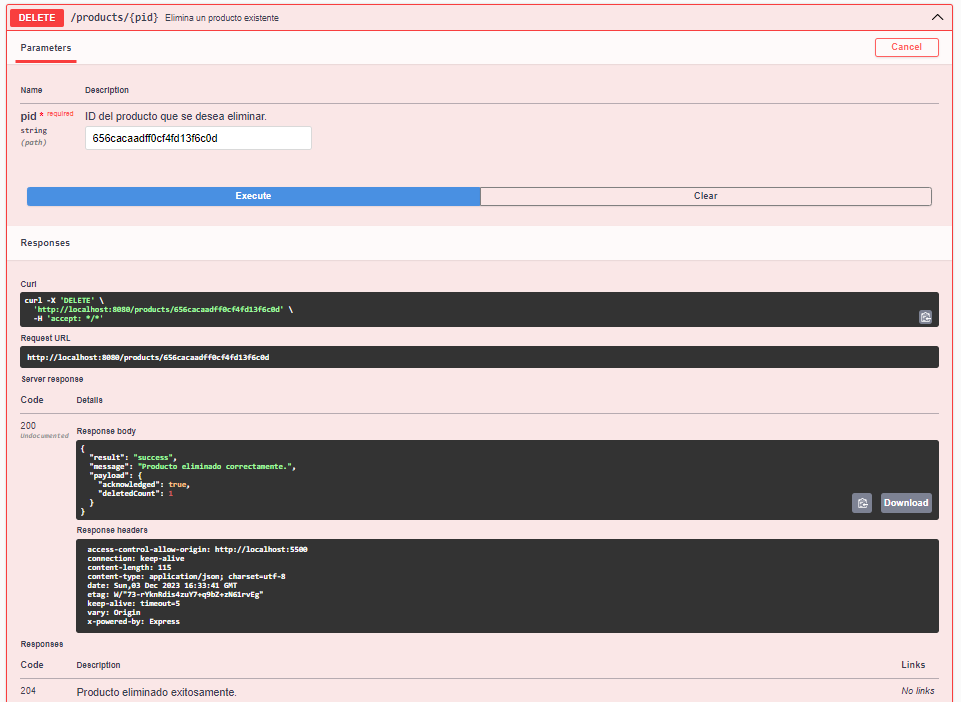 DELETE /products/{pid} Elimina un producto existente
Parameters
Cancel
Name Description
pid * required ID del producto que se desea eliminar.
string
(path)
656cacaadff0cf4fd13f6c0d
Execute Clear
Responses
Curl
curl -X 'DELETE' \
'http://localhost:8080/products/656cacaadff0cf4fd13f6c0d' \
-H 'accept: */*'
Request URL
http://localhost:8080/products/656cacaadff0cf4fd13f6c0d
Server response
Code Details
200
Undocumented
Response body
{
"result": "success",
"message": "Producto eliminado correctamente.",
"payload": {
"acknowledged": true,
"deletedCount": 1
}
}
Download
Response headers
access-control-allow-origin: http://localhost:5500
connection: keep-alive
content-length: 115
content-type: application/json; charset=utf-8
date: Sun,03 Dec 2023 16:33:41 GMT
etag: W/"73-rYknRdis4zuY7+q9bZ+zN61rvEg"
keep-alive: timeout=5
vary: Origin
x-powered-by: Express
Responses
Code Description Links
204 Producto eliminado exitosamente. No links